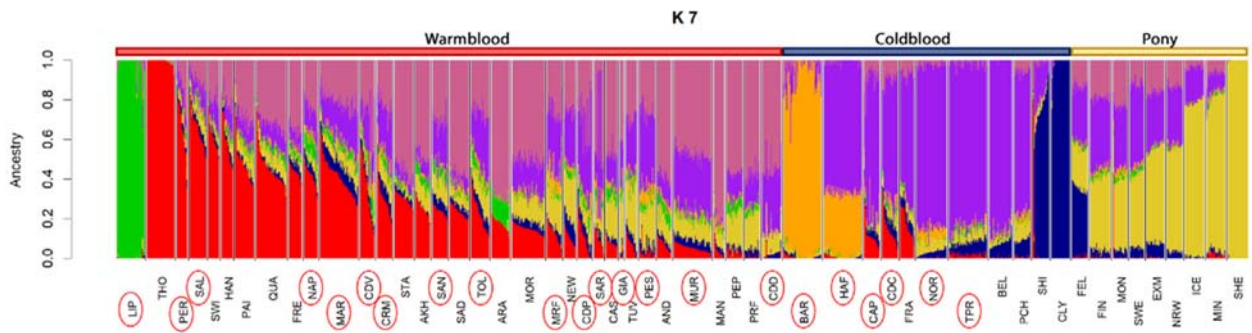 K 7
Warmblood Coldblood Pony
Ancestry
1.0
0.8
0.6
0.4
0.2
0.0
LIP THO PER SAL SWI HAN PAI QUA FRE NAP MAR CDV CRM STA AKH SAN SAD TOL ARA MOR MRF NEW CDP SAR CAS GIA TUV PES AND MUR MAN PEP PRF CDD BAR HAF CAP CDC FRA NOR TPR BEL PCH SHI CLY FEL FIN MON SWE EXM NRW ICE MIN SHE